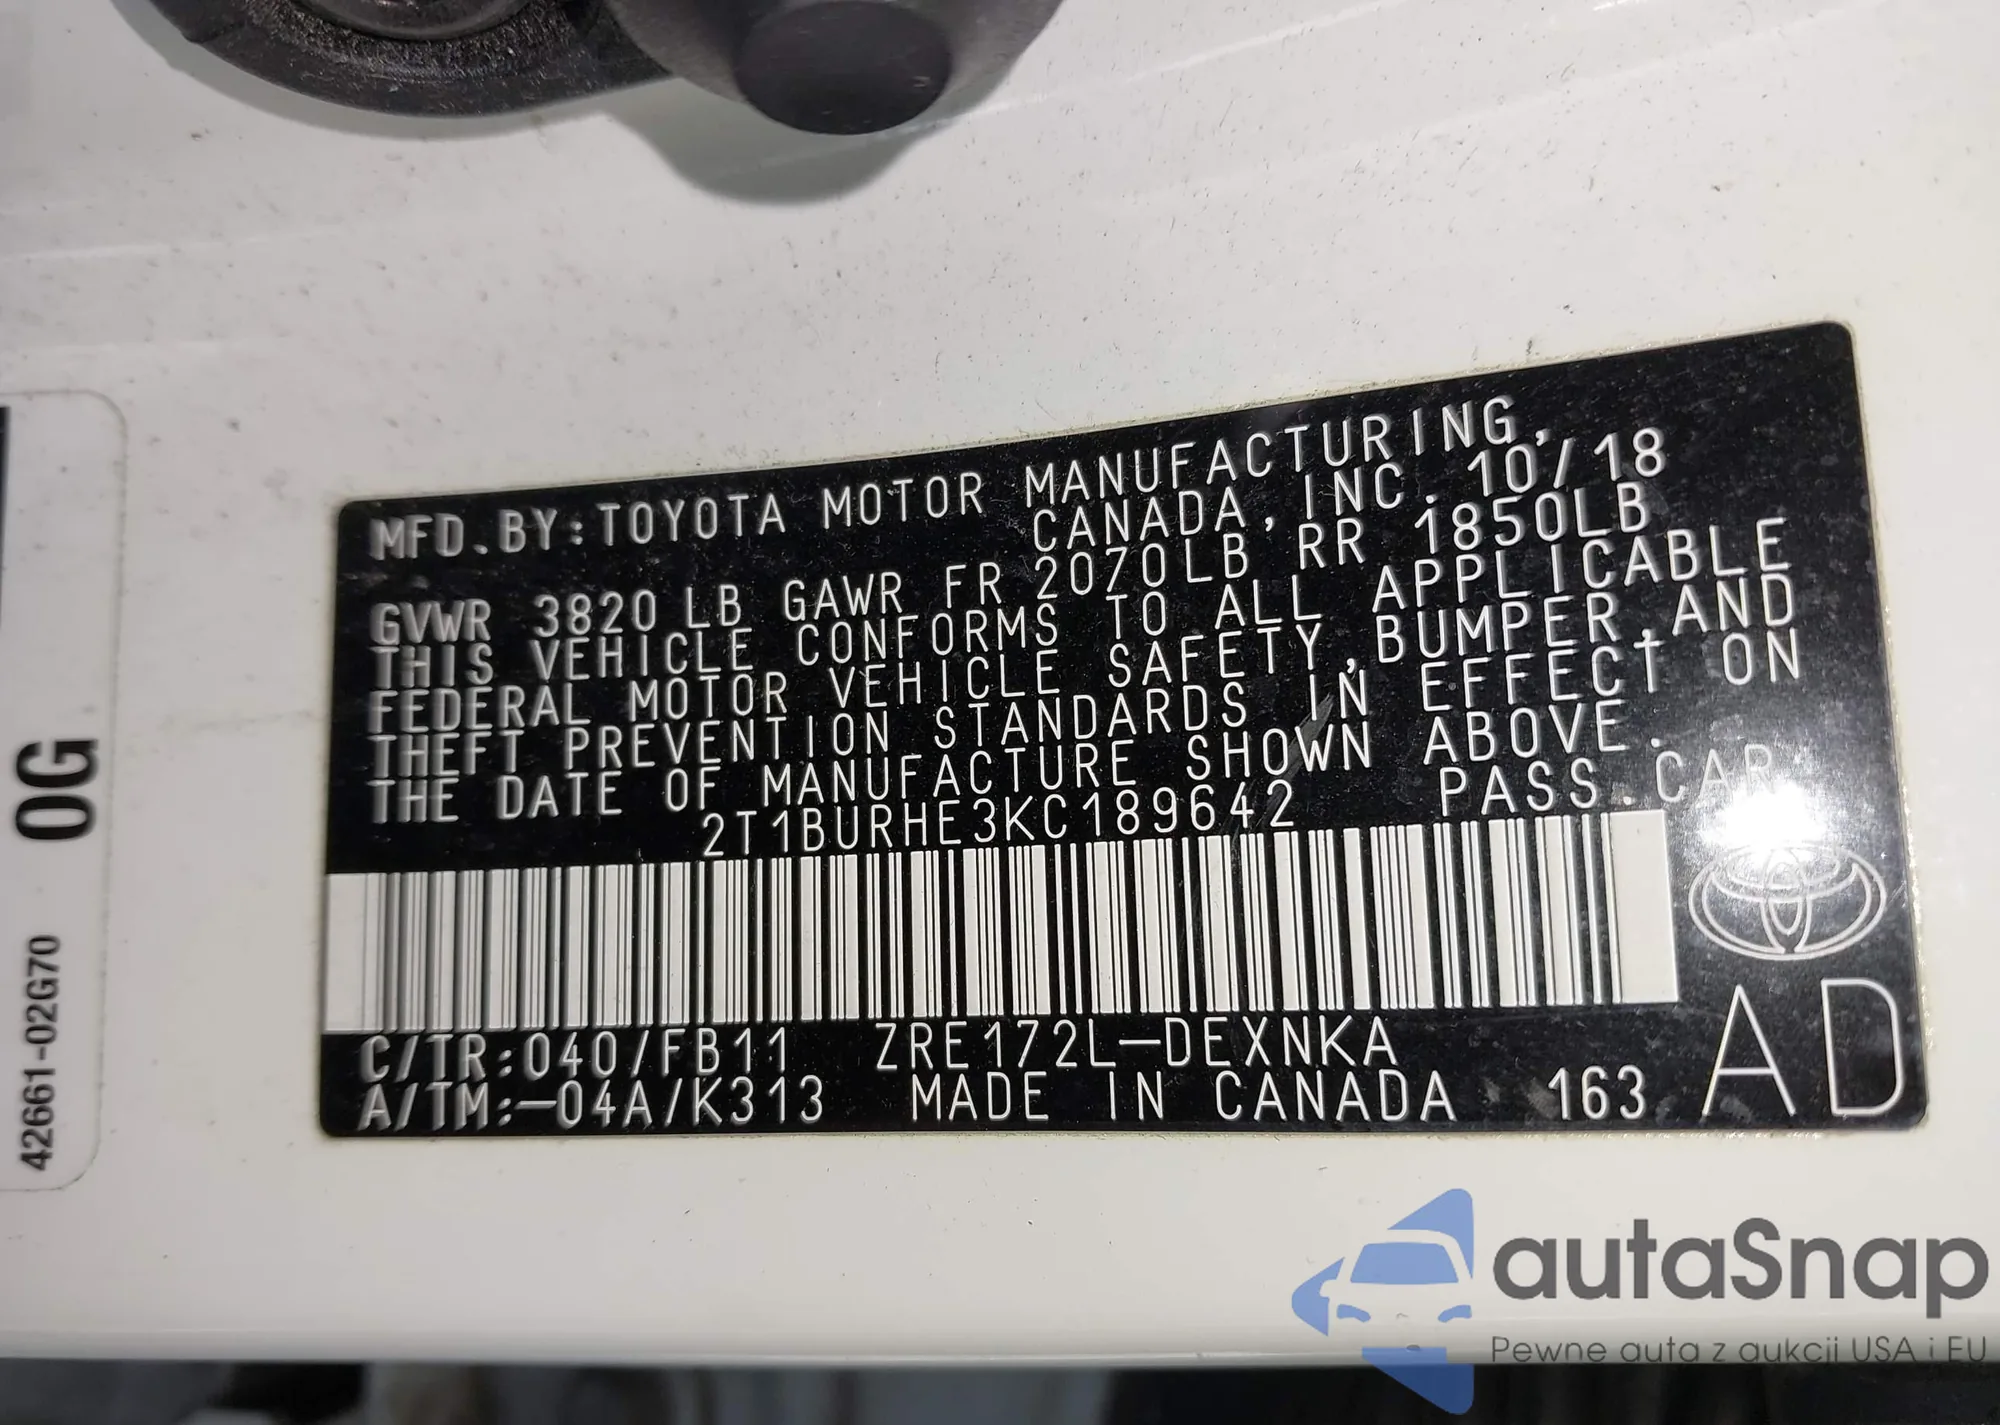 MFD.BY:TOYOTA MOTOR MANUFACTURING,
CANADA, INC. 10/18
GVWR 3820 LB GAWR FR 2070LB RR 1850LB
THIS VEHICLE CONFORMS TO ALL APPLICABLE
FEDERAL MOTOR VEHICLE SAFETY,BUMPER,AND
THEFT PREVENTION STANDARDS IN EFFECT ON
THE DATE OF MANUFACTURE SHOWN ABOVE.
2T1BURHE3KC189642 PASS.CAR
C/TR:040/FB11 ZRE172L-DEXNKA
A/TM:-04A/K313 MADE IN CANADA 163 AD
0G
42661-02G70
autaSnap
Pewne auta z aukcji USA i EU